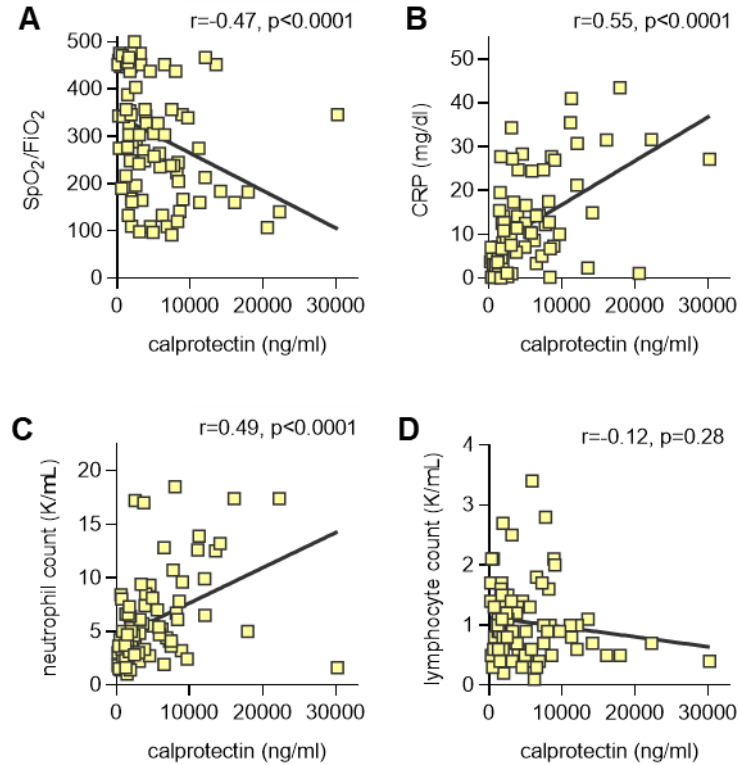 A
r=-0.47, p<0.0001
SpO2/FiO2
500
400
300
200
100
0
0 10000 20000 30000
calprotectin (ng/ml)
B
r=0.55, p<0.0001
CRP (mg/dl)
50
40
30
20
10
0
0 10000 20000 30000
calprotectin (ng/ml)
C
r=0.49, p<0.0001
neutrophil count (K/mL)
20
15
10
5
0
0 10000 20000 30000
calprotectin (ng/ml)
D
r=-0.12, p=0.28
lymphocyte count (K/mL)
4
3
2
1
0
0 10000 20000 30000
calprotectin (ng/ml)